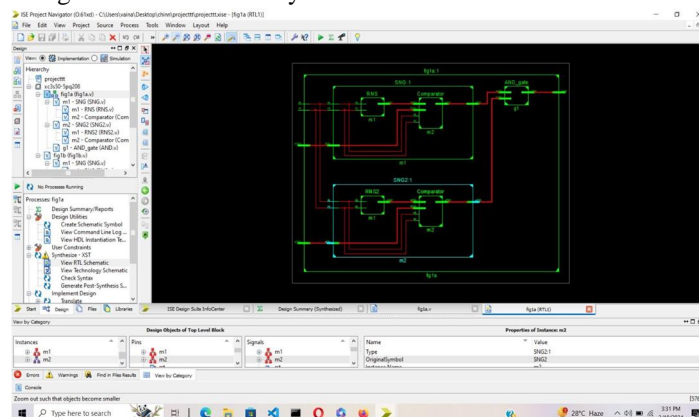 ISE Project Navigator (O.61xd) - C:\Users\vaina\Desktop\chinni\projecttt\projecttt.xise - [fig1a (RTL1)]
File Edit View Project Source Process Tools Window Layout Help
Design
View: Implementation Simulation
Hierarchy
projecttt
xc3s50-5pq208
fig1a (fig1a.v)
m1 - SNG (SNG.v)
m1 - RNS (RNS.v)
m2 - Comparator (Com
m2 - SNG2 (SNG2.v)
m1 - RNS2 (RNS2.v)
m2 - Comparator (Com
g1 - AND_gate (AND.v)
fig1b (fig1b.v)
m1 - SNG (SNG.v)
No Processes Running
Processes: fig1a
Design Summary/Reports
Design Utilities
Create Schematic Symbol
View Command Line Log ...
View HDL Instantiation Te...
User Constraints
Synthesize - XST
View RTL Schematic
View Technology Schematic
Check Syntax
Generate Post-Synthesis S...
Implement Design
Translate
fig1a:1
SNG:1
RNS
m1
Comparator
m2
m1
AND_gate
g1
SNG2:1
RNS2
m1
Comparator
m2
m2
fig1a
Start Design Files Libraries
ISE Design Suite InfoCenter
Design Summary (Synthesized)
fig1a.v
fig1a (RTL1)
View by Category
Design Objects of Top Level Block
Properties of Instance: m2
Instances Pins Signals Name Value
m1 m1 m1 Type SNG2:1
m2 m2 m2 OriginalSymbol SNG2
Errors Warnings Find in Files Results View by Category
Console
Zoom out such that objects become smaller
Type here to search
28°C Haze
3:31 PM